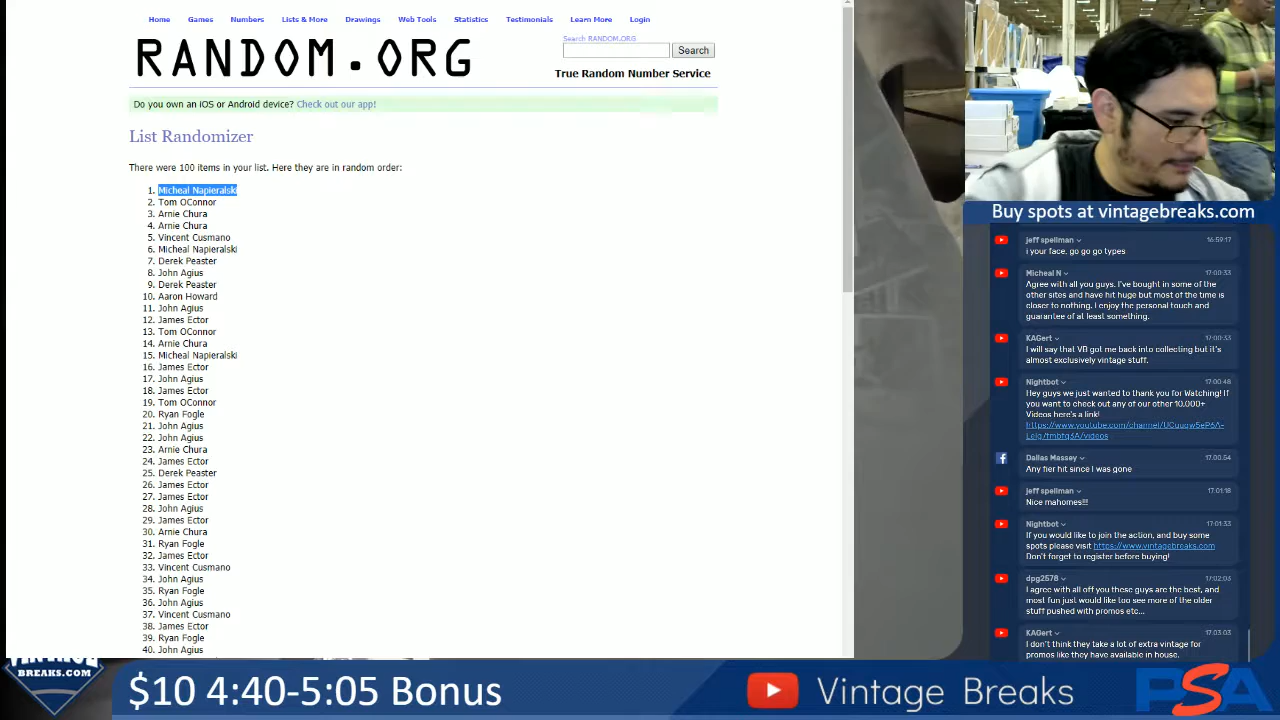 Home Games Numbers Lists & More Drawings Web Tools Statistics Testimonials Learn More Login
RANDOM.ORG
Search RANDOM.ORG
Search
True Random Number Service
Do you own an iOS or Android device? Check out our app!
List Randomizer
There were 100 items in your list. Here they are in random order:
1. Micheal Napieralski
2. Tom OConnor
3. Arnie Chura
4. Arnie Chura
5. Vincent Cusmano
6. Micheal Napieralski
7. Derek Peaster
8. John Agius
9. Derek Peaster
10. Aaron Howard
11. John Agius
12. James Ector
13. Tom OConnor
14. Arnie Chura
15. Micheal Napieralski
16. James Ector
17. John Agius
18. James Ector
19. Tom OConnor
20. Ryan Fogle
21. John Agius
22. John Agius
23. Arnie Chura
24. James Ector
25. Derek Peaster
26. James Ector
27. James Ector
28. John Agius
29. James Ector
30. Arnie Chura
31. Ryan Fogle
32. James Ector
33. Vincent Cusmano
34. John Agius
35. Ryan Fogle
36. John Agius
37. Vincent Cusmano
38. James Ector
39. Ryan Fogle
40. John Agius
Buy spots at vintagebreaks.com
jeff spellman 16:59:17
i your face, go go go types
Micheal N 17:00:33
Agree with all you guys. I've bought in some of the
other sites and have hit huge but most of the time is
closer to nothing. I enjoy the personal touch and
guarantee of at least something.
KAGert 17:00:33
I will say that VB got me back into collecting but it's
almost exclusively vintage stuff.
Nightbot 17:00:48
Hey guys we just wanted to thank you for Watching! If
you want to check out any of our other 10,000+
Videos here's a link!
Dallas Massey 17:00:54
Any fier hit since I was gone
jeff spellman 17:01:18
Nice mahomes!!!
Nightbot 17:01:33
If you would like to join the action, and buy some
spots please visit https://www.vintagebreaks.com
Don't forget to register before buying!
dpg2578 17:02:03
I agree with all off you these guys are the best, and
most fun just would like too see more of the older
stuff pushed with promos etc...
KAGert 17:03:03
I don't think they take a lot of extra vintage for
promos like they have available in house.
VINTAGE
BREAKS.COM
$10 4:40-5:05 Bonus
Vintage Breaks
PSA